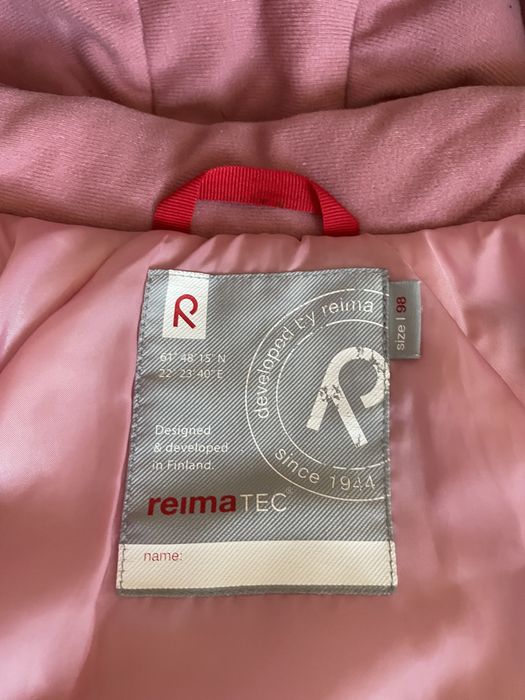 61° 48' 15" N
22° 23' 40" E
Designed
& developed
in Finland.
developed by reima
since 1944
reimaTEC®
name:
size | 98